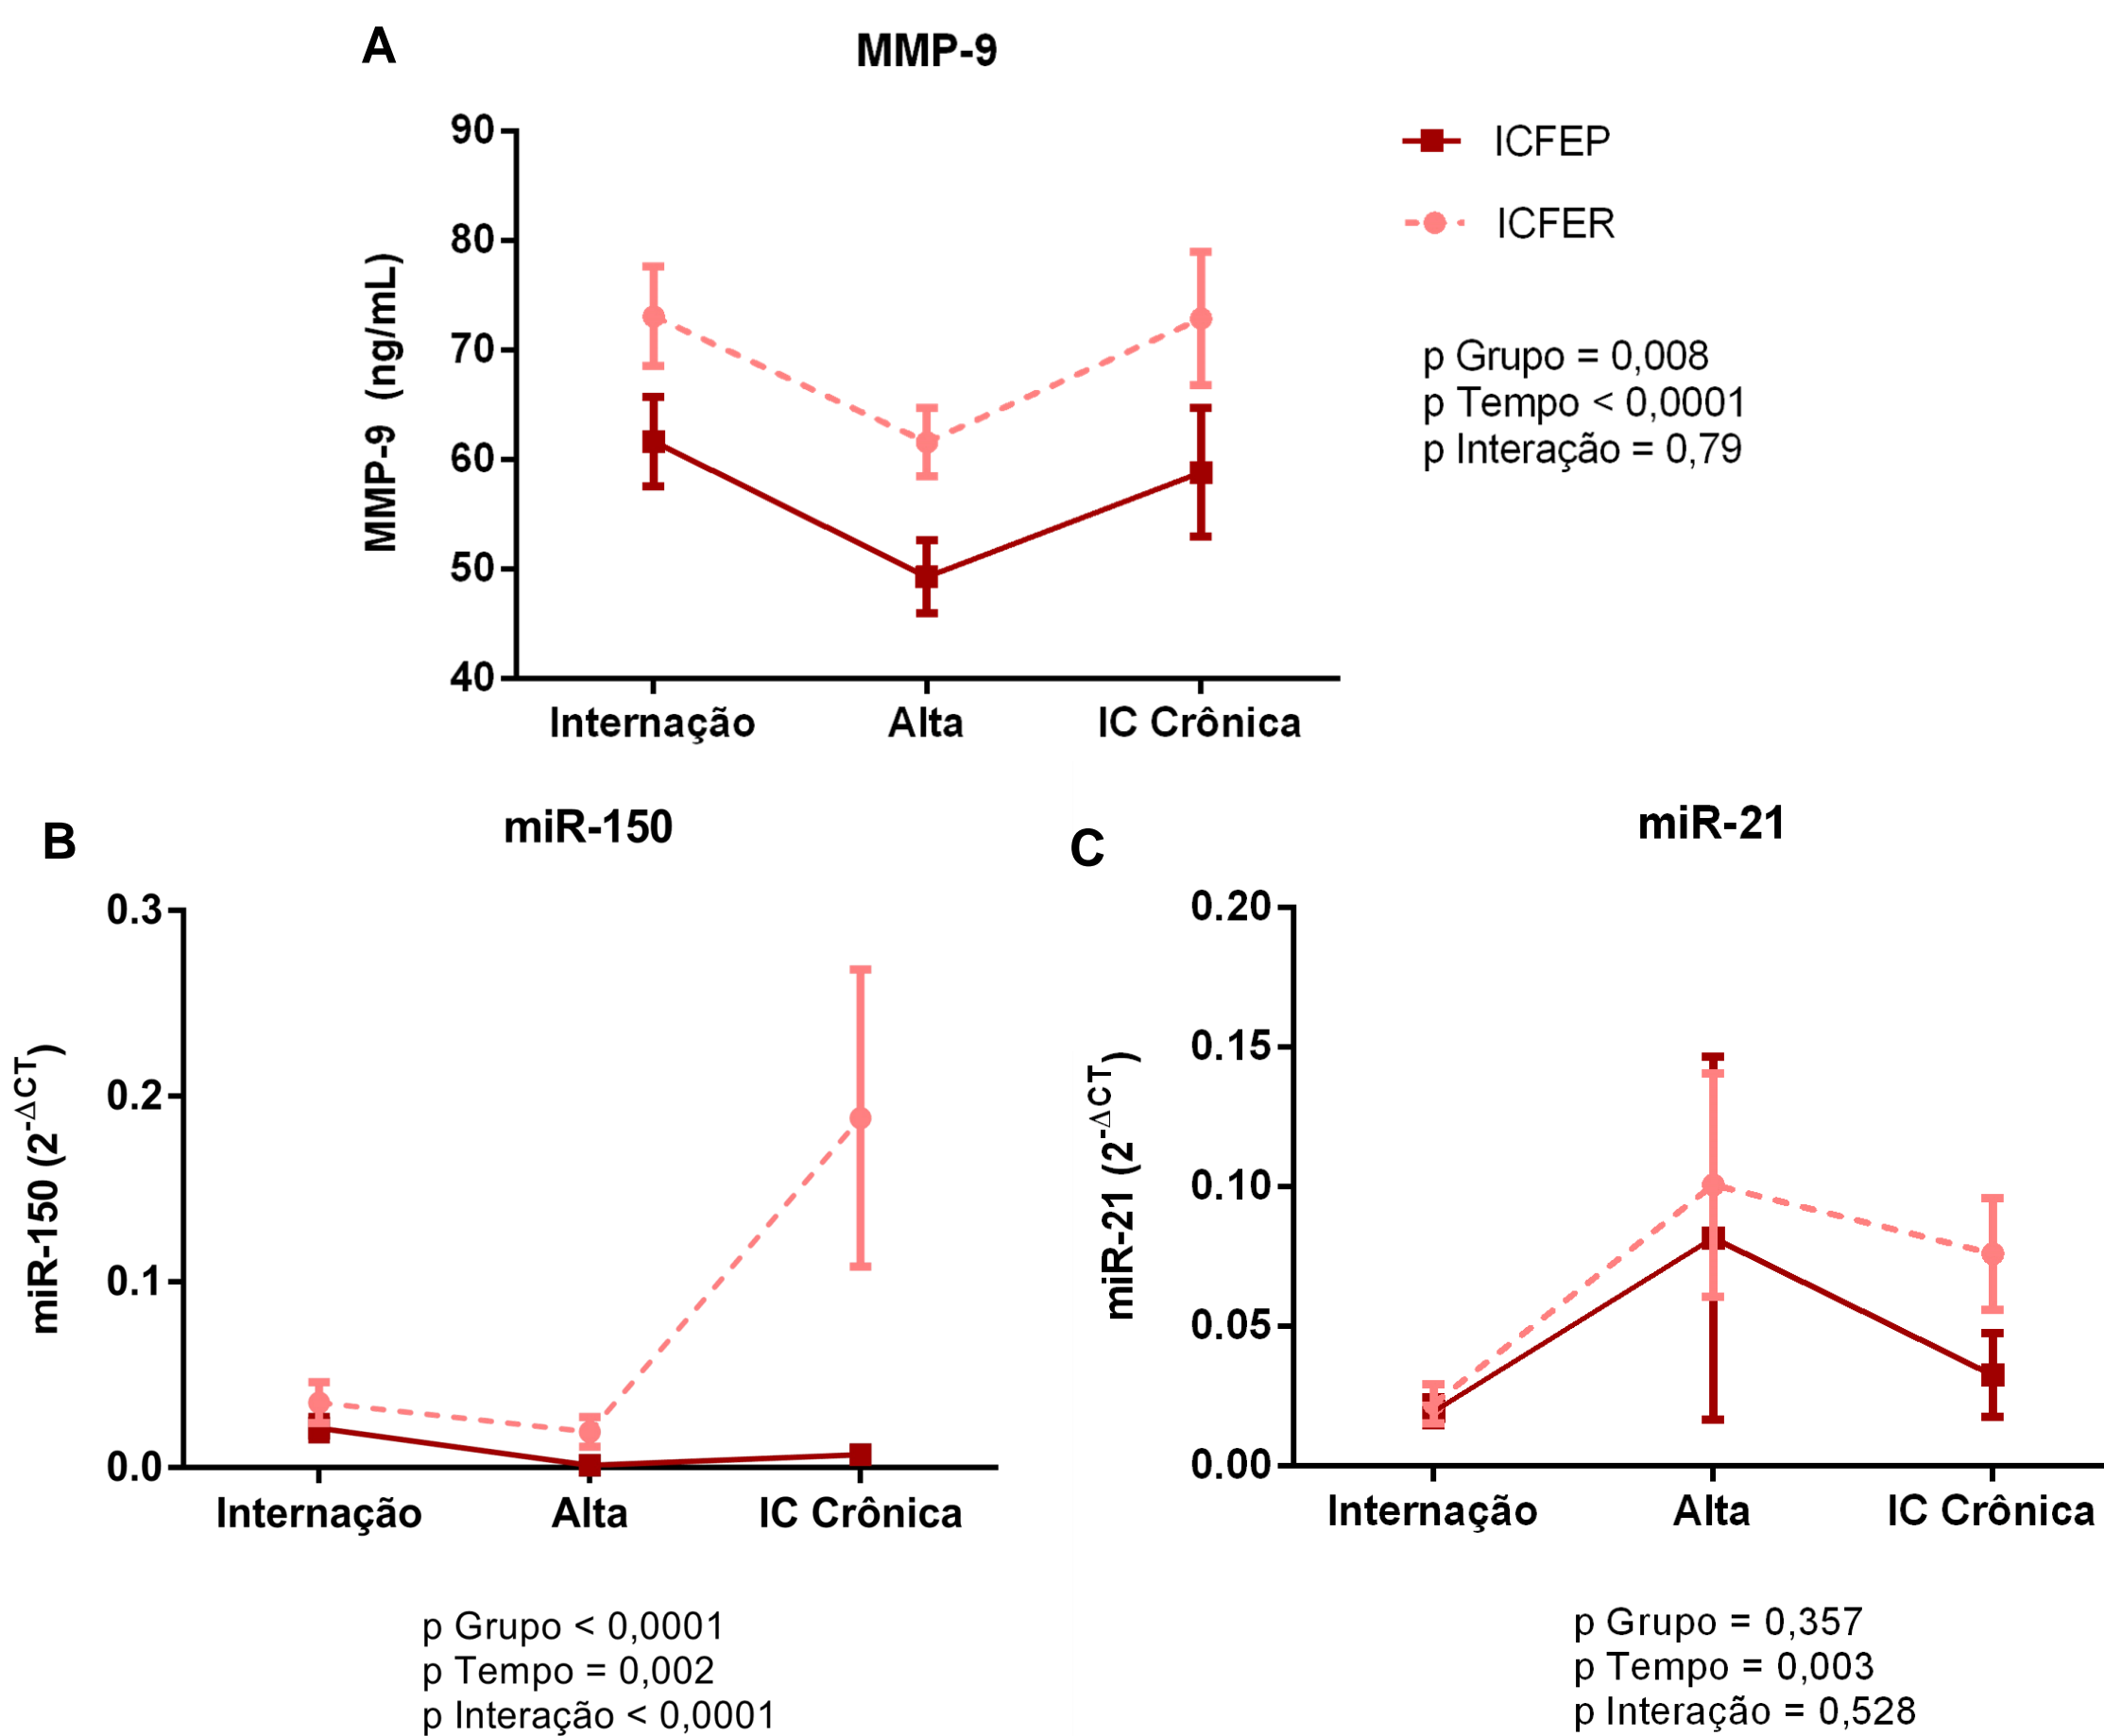 A
MMP-9
90
80
70
60
50
40
MMP-9 (ng/mL)
Internação
Alta
IC Crônica
ICFEP
ICFER
p Grupo = 0,008
p Tempo < 0,0001
p Interação = 0,79
B
miR-150
0.3
0.2
0.1
0.0
miR-150 (2^-ΔCT)
Internação
Alta
IC Crônica
p Grupo < 0,0001
p Tempo = 0,002
p Interação < 0,0001
C
miR-21
0.20
0.15
0.10
0.05
0.00
miR-21 (2^-ΔCT)
Internação
Alta
IC Crônica
p Grupo = 0,357
p Tempo = 0,003
p Interação = 0,528